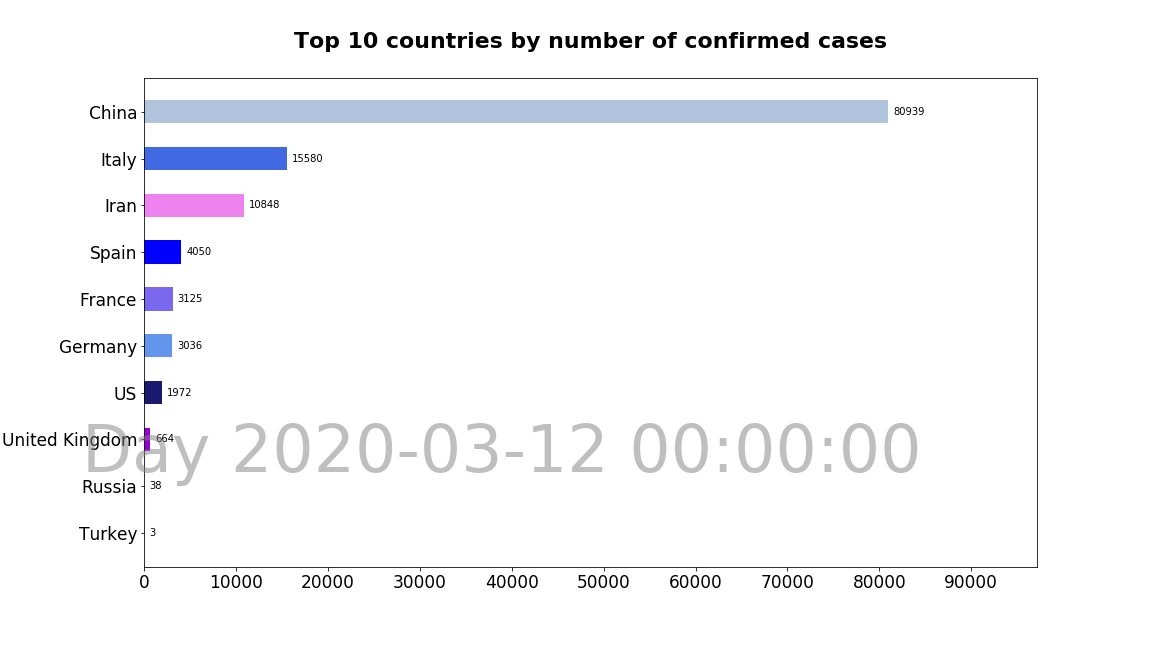 Top 10 countries by number of confirmed cases
China 80939
Italy 15580
Iran 10848
Spain 4050
France 3125
Germany 3036
US 1972
United Kingdom 664
Day 2020-03-12 00:00:00
Russia 38
Turkey 3
0 10000 20000 30000 40000 50000 60000 70000 80000 90000